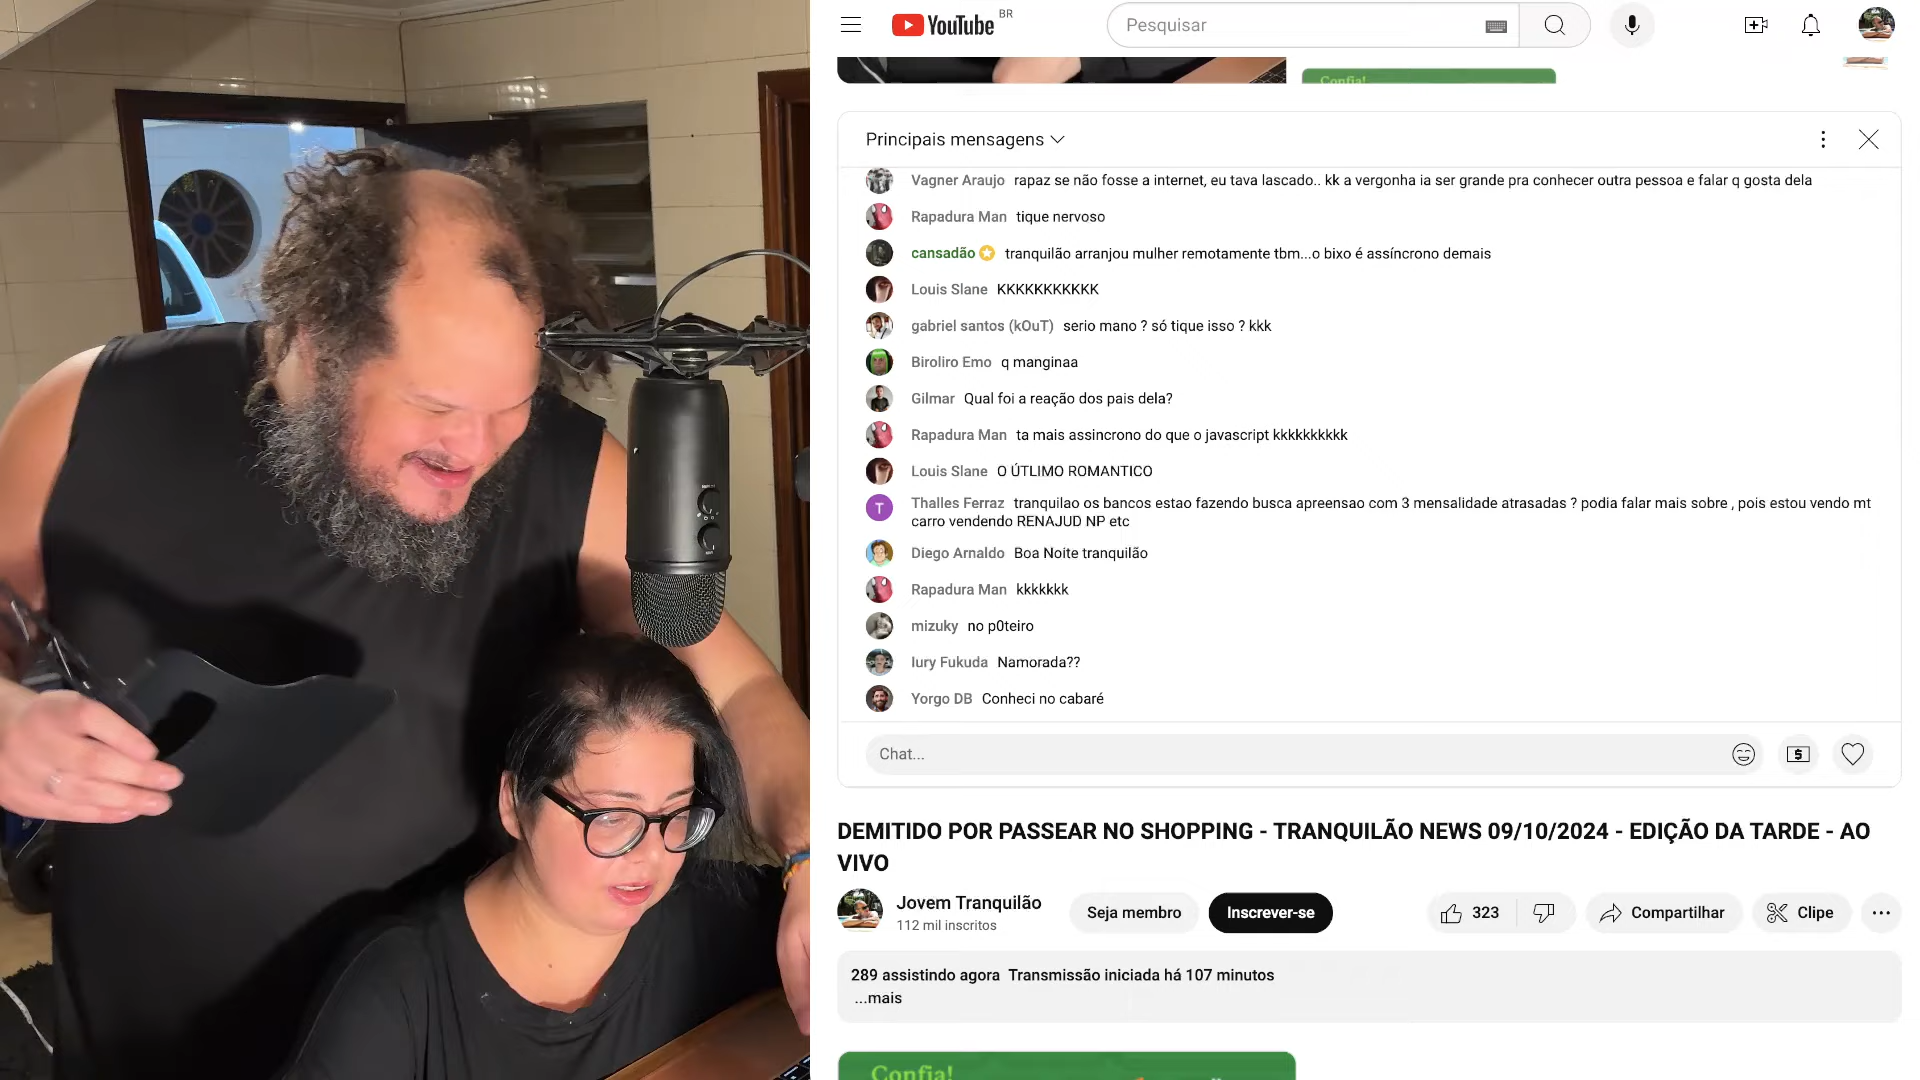 YouTube BR
Pesquisar
Confia!
Principais mensagens
Vagner Araujo rapaz se não fosse a internet, eu tava lascado.. kk a vergonha ia ser grande pra conhecer outra pessoa e falar q gosta dela
Rapadura Man tique nervoso
cansadão tranquilão arranjou mulher remotamente tbm...o bixo é assíncrono demais
Louis Slane KKKKKKKKKKK
gabriel santos (kOuT) serio mano ? só tique isso ? kkk
Biroliro Emo q manginaa
Gilmar Qual foi a reação dos pais dela?
Rapadura Man ta mais assincrono do que o javascript kkkkkkkkkk
Louis Slane O ÚTLIMO ROMANTICO
T
Thalles Ferraz tranquilao os bancos estao fazendo busca apreensao com 3 mensalidade atrasadas ? podia falar mais sobre , pois estou vendo mt
carro vendendo RENAJUD NP etc
Diego Arnaldo Boa Noite tranquilão
Rapadura Man kkkkkkk
mizuky no p0teiro
Iury Fukuda Namorada??
Yorgo DB Conheci no cabaré
Chat...
DEMITIDO POR PASSEAR NO SHOPPING - TRANQUILÃO NEWS 09/10/2024 - EDIÇÃO DA TARDE - AO
VIVO
Jovem Tranquilão
112 mil inscritos
Seja membro
Inscrever-se
323
Compartilhar
Clipe
289 assistindo agora Transmissão iniciada há 107 minutos
...mais
Confia!